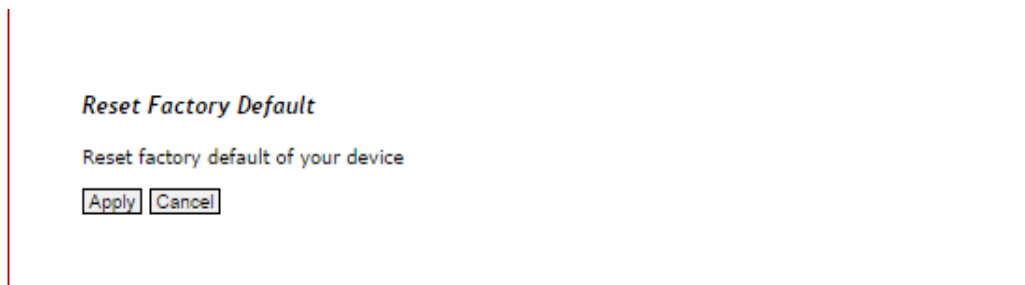 Reset Factory Default
Reset factory default of your device
Apply Cancel